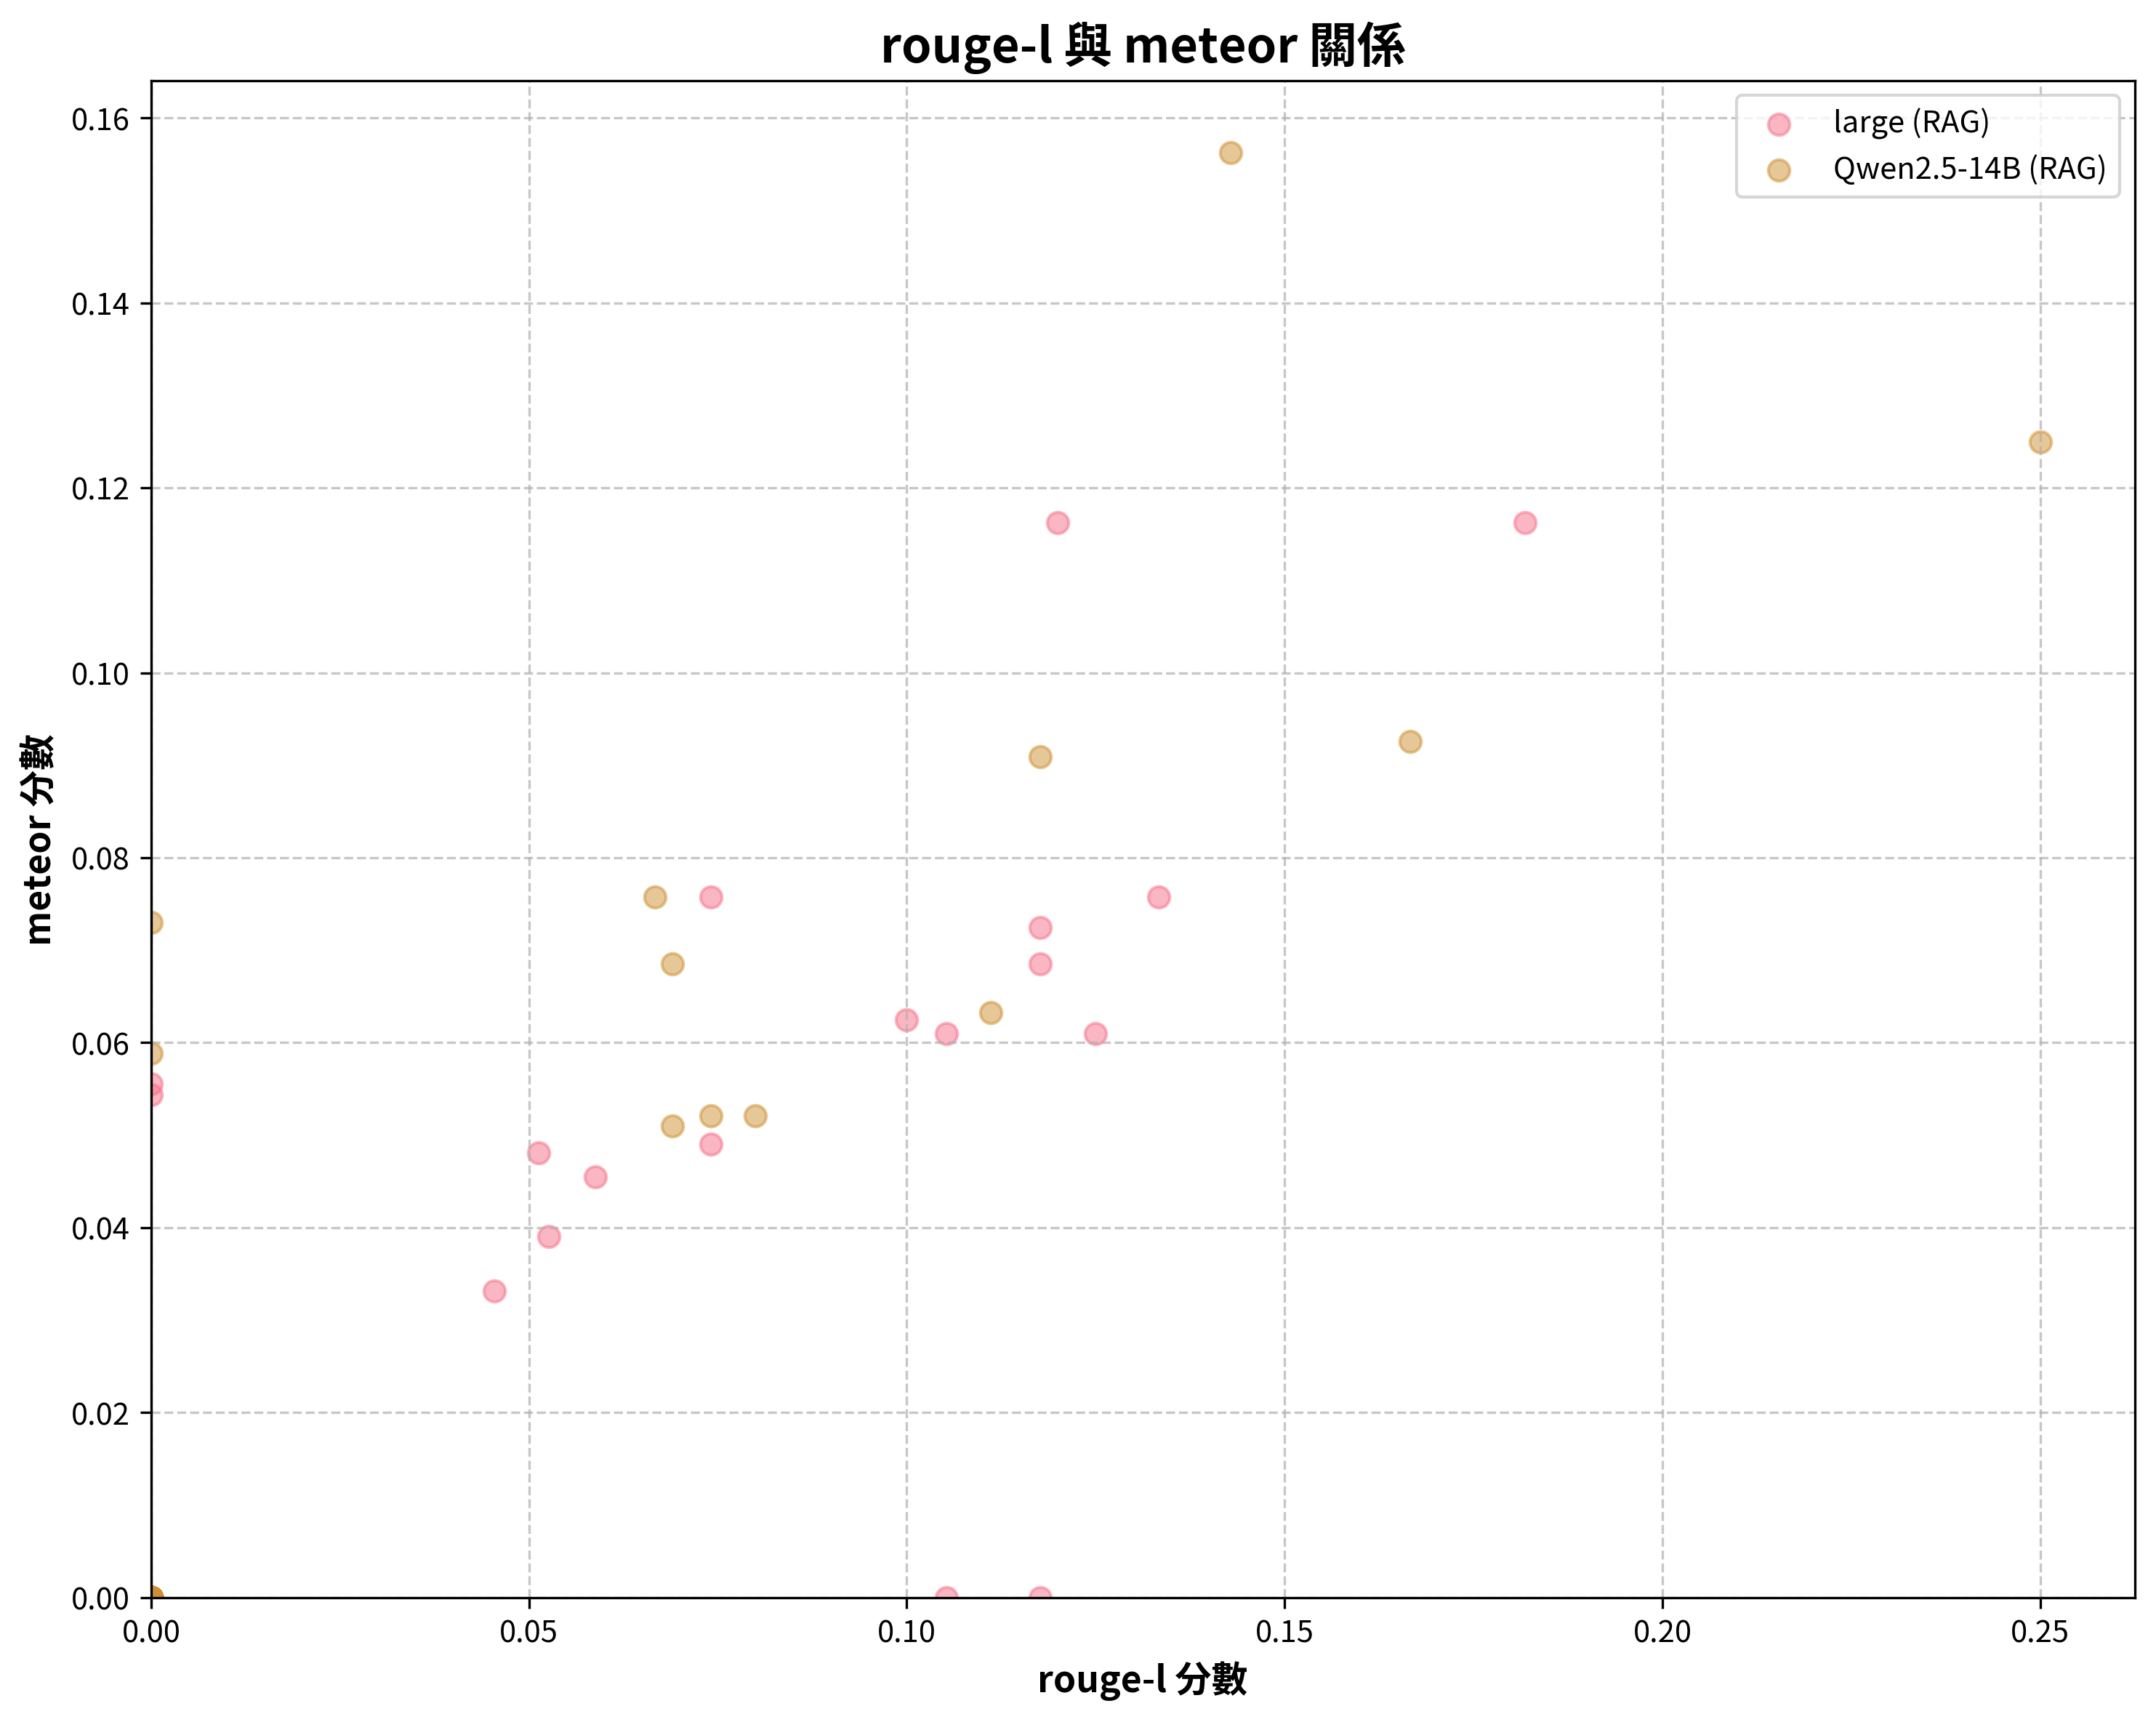 rouge-l 與 meteor 關係
large (RAG)
Qwen2.5-14B (RAG)
meteor 分數
0.16
0.14
0.12
0.10
0.08
0.06
0.04
0.02
0.00
0.00 0.05 0.10 0.15 0.20 0.25
rouge-l 分數